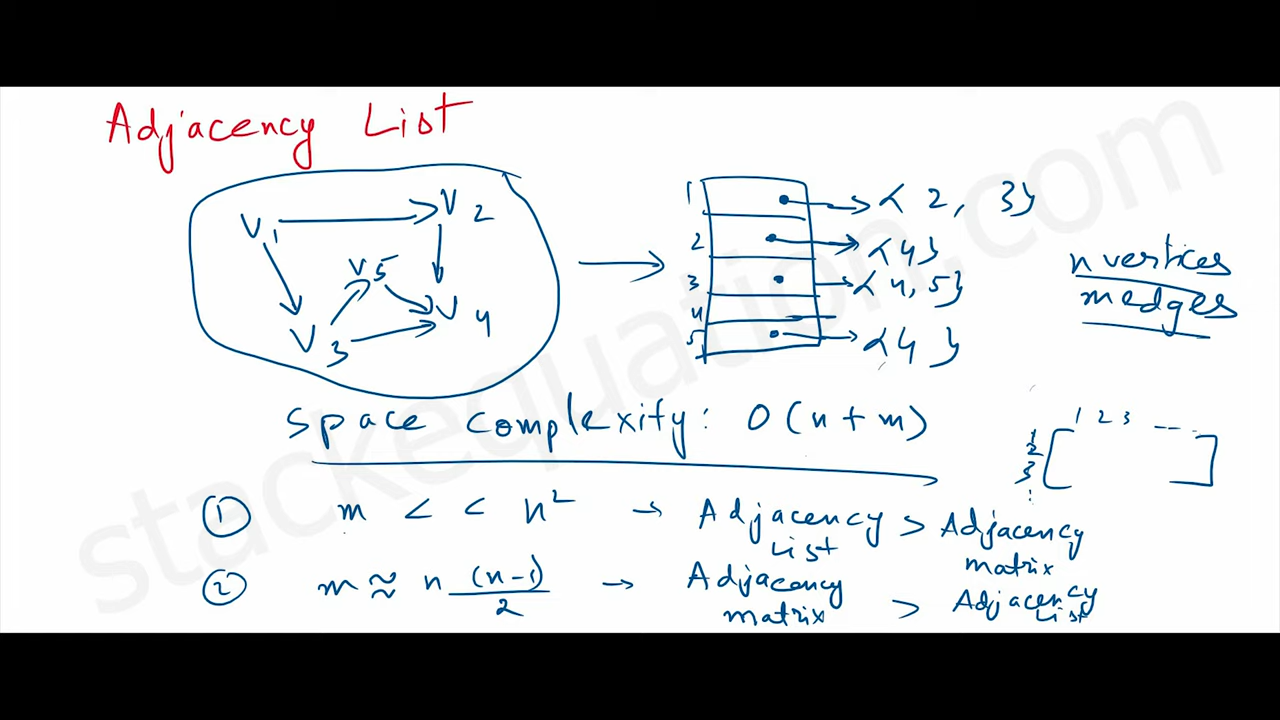 Adjacency List
V1 V2
V5
V3 V4
1 { 2, 3}
2 {4}
3 {4, 5}
4
5 {4 }
n vertices
m edges
Space complexity: O(n+m)
1 2 3 ---
1
2
3
:
① m < < n² → Adjacency List > Adjacency matrix
② m ≈ n (n-1)/2 → Adjacency matrix > Adjacency List
stackequation.com